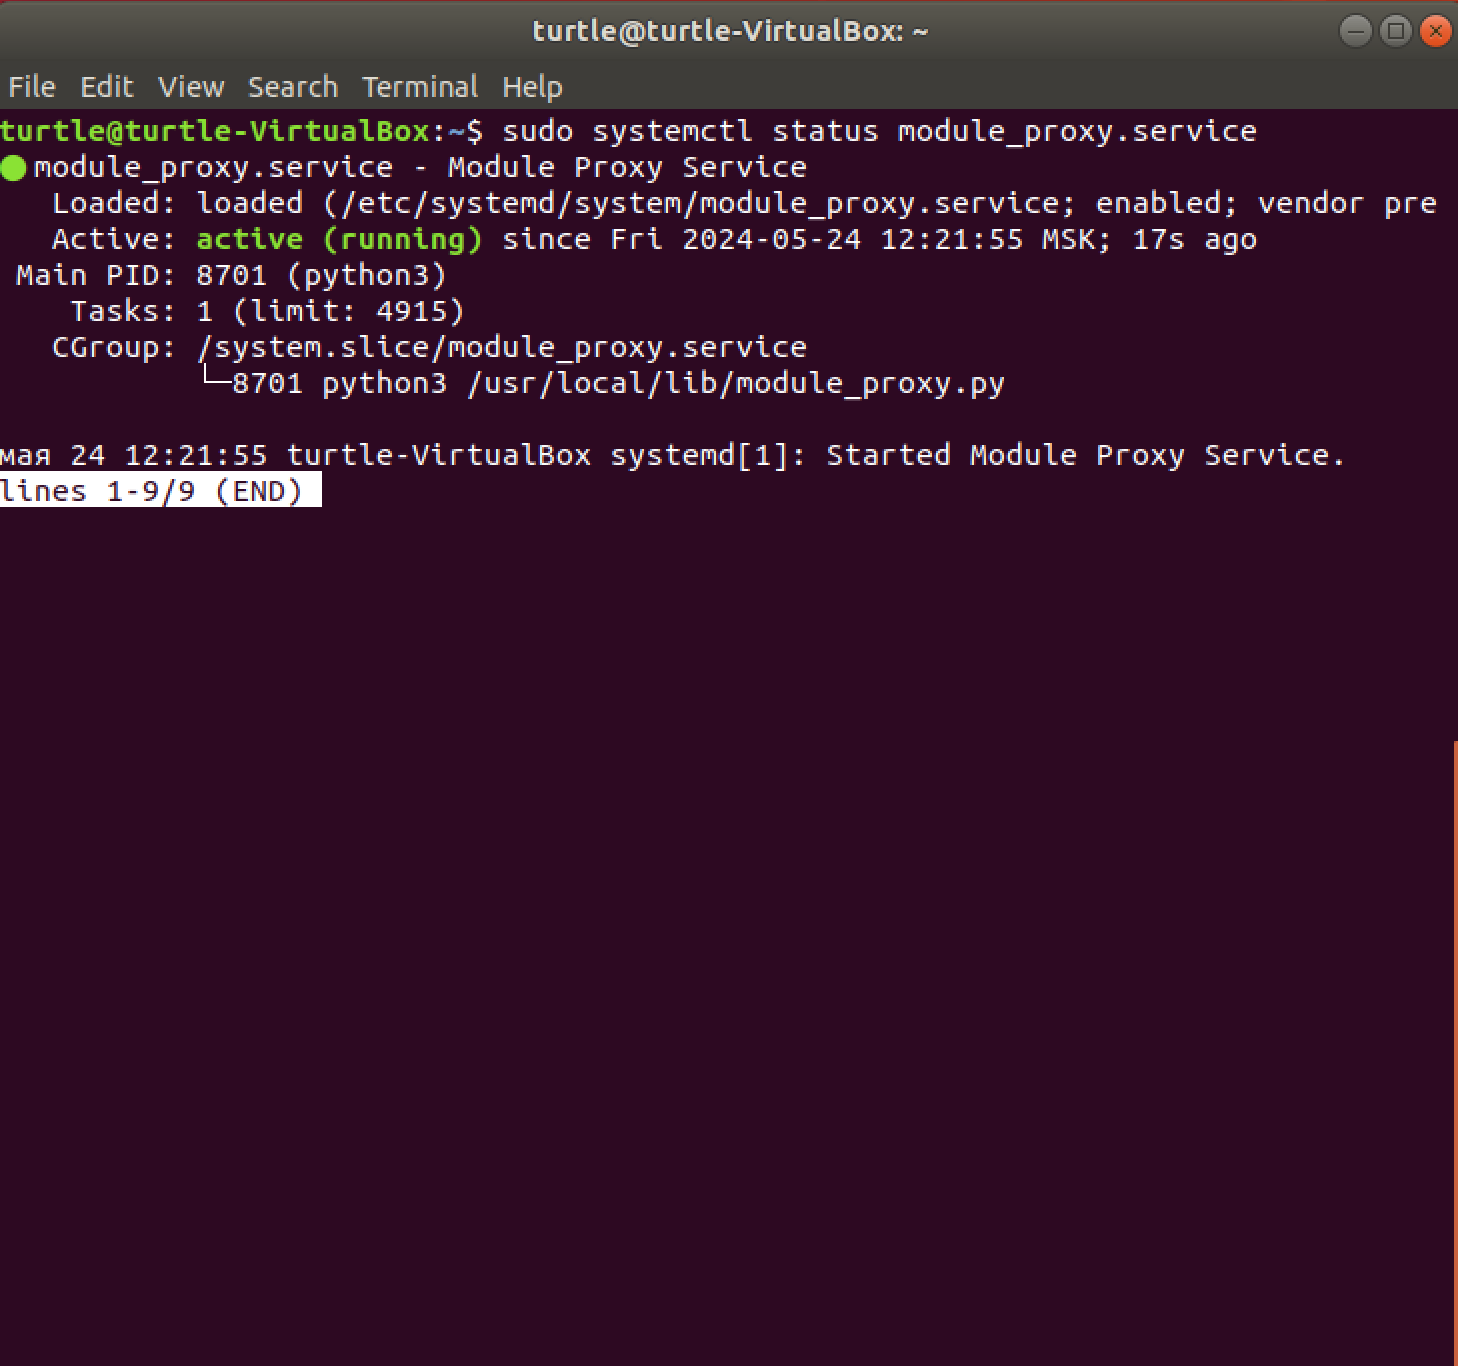 turtle@turtle-VirtualBox: ~
File Edit View Search Terminal Help
turtle@turtle-VirtualBox:~$ sudo systemctl status module_proxy.service
● module_proxy.service - Module Proxy Service
   Loaded: loaded (/etc/systemd/system/module_proxy.service; enabled; vendor pre
   Active: active (running) since Fri 2024-05-24 12:21:55 MSK; 17s ago
 Main PID: 8701 (python3)
    Tasks: 1 (limit: 4915)
   CGroup: /system.slice/module_proxy.service
           └─8701 python3 /usr/local/lib/module_proxy.py
мая 24 12:21:55 turtle-VirtualBox systemd[1]: Started Module Proxy Service.
lines 1-9/9 (END)